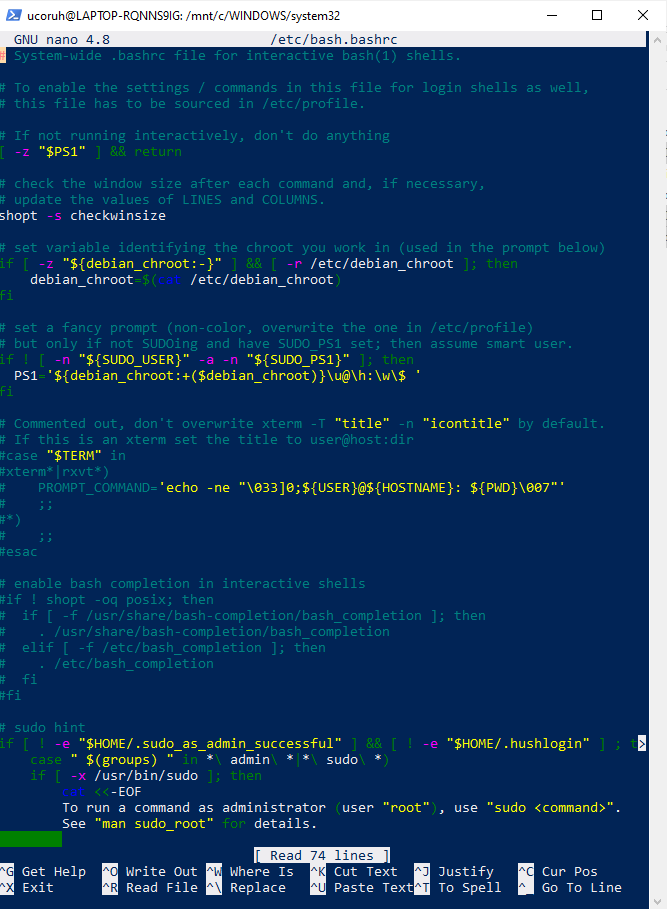 ucoruh@LAPTOP-RQNNS9IG: /mnt/c/WINDOWS/system32
GNU nano 4.8 /etc/bash.bashrc
# System-wide .bashrc file for interactive bash(1) shells.

# To enable the settings / commands in this file for login shells as well,
# this file has to be sourced in /etc/profile.

# If not running interactively, don't do anything
[ -z "$PS1" ] && return

# check the window size after each command and, if necessary,
# update the values of LINES and COLUMNS.
shopt -s checkwinsize

# set variable identifying the chroot you work in (used in the prompt below)
if [ -z "${debian_chroot:-}" ] && [ -r /etc/debian_chroot ]; then
    debian_chroot=$(cat /etc/debian_chroot)
fi

# set a fancy prompt (non-color, overwrite the one in /etc/profile)
# but only if not SUDOing and have SUDO_PS1 set; then assume smart user.
if ! [ -n "${SUDO_USER}" -a -n "${SUDO_PS1}" ]; then
  PS1='${debian_chroot:+($debian_chroot)}\u@\h:\w\$ '
fi

# Commented out, don't overwrite xterm -T "title" -n "icontitle" by default.
# If this is an xterm set the title to user@host:dir
#case "$TERM" in
#xterm*|rxvt*)
#    PROMPT_COMMAND='echo -ne "\033]0;${USER}@${HOSTNAME}: ${PWD}\007"'
#    ;;
#*)
#    ;;
#esac

# enable bash completion in interactive shells
#if ! shopt -oq posix; then
#  if [ -f /usr/share/bash-completion/bash_completion ]; then
#    . /usr/share/bash-completion/bash_completion
#  elif [ -f /etc/bash_completion ]; then
#    . /etc/bash_completion
#  fi
#fi

# sudo hint
if [ ! -e "$HOME/.sudo_as_admin_successful" ] && [ ! -e "$HOME/.hushlogin" ] ; t>
    case " $(groups) " in *\ admin\ *|*\ sudo\ *)
    if [ -x /usr/bin/sudo ]; then
        cat <<-EOF
        To run a command as administrator (user "root"), use "sudo <command>".
        See "man sudo_root" for details.

[ Read 74 lines ]
^G Get Help ^O Write Out ^W Where Is ^K Cut Text ^J Justify ^C Cur Pos
^X Exit ^R Read File ^\ Replace ^U Paste Text ^T To Spell ^_ Go To Line